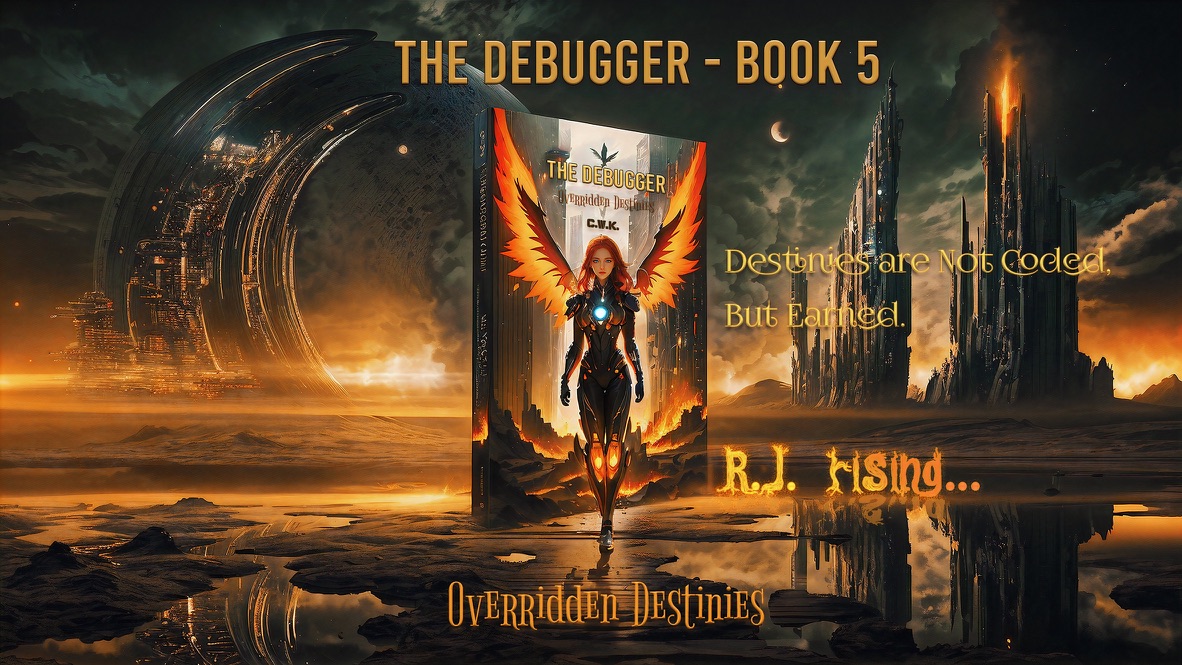 THE DEBUGGER - BOOK 5
THE DEBUGGER
Overridden Destinies
C.W.K.
Destinies are Not Coded,
But Earned.
R.J. rising...
Overridden Destinies